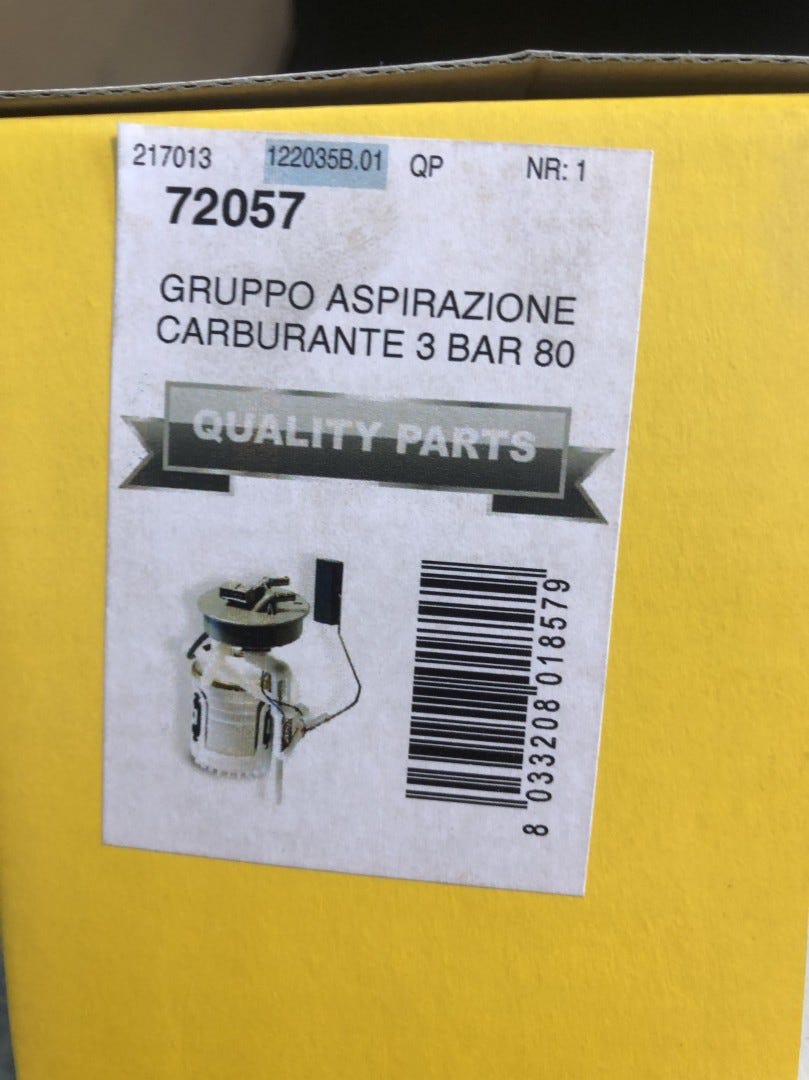 217013 122035B.01 QP NR: 1
72057
GRUPPO ASPIRAZIONE
CARBURANTE 3 BAR 80
QUALITY PARTS
8 033208 018579